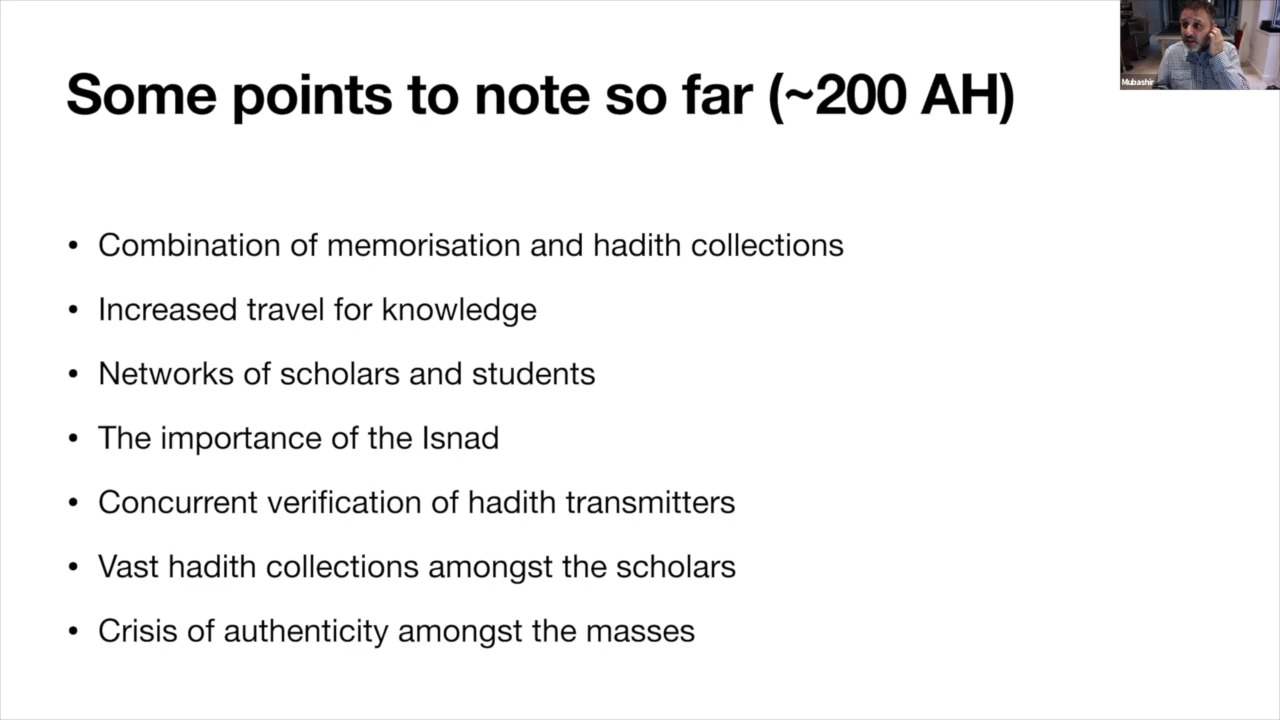 Some points to note so far (~200 AH)
Mubashir
• Combination of memorisation and hadith collections
• Increased travel for knowledge
• Networks of scholars and students
• The importance of the Isnad
• Concurrent verification of hadith transmitters
• Vast hadith collections amongst the scholars
• Crisis of authenticity amongst the masses